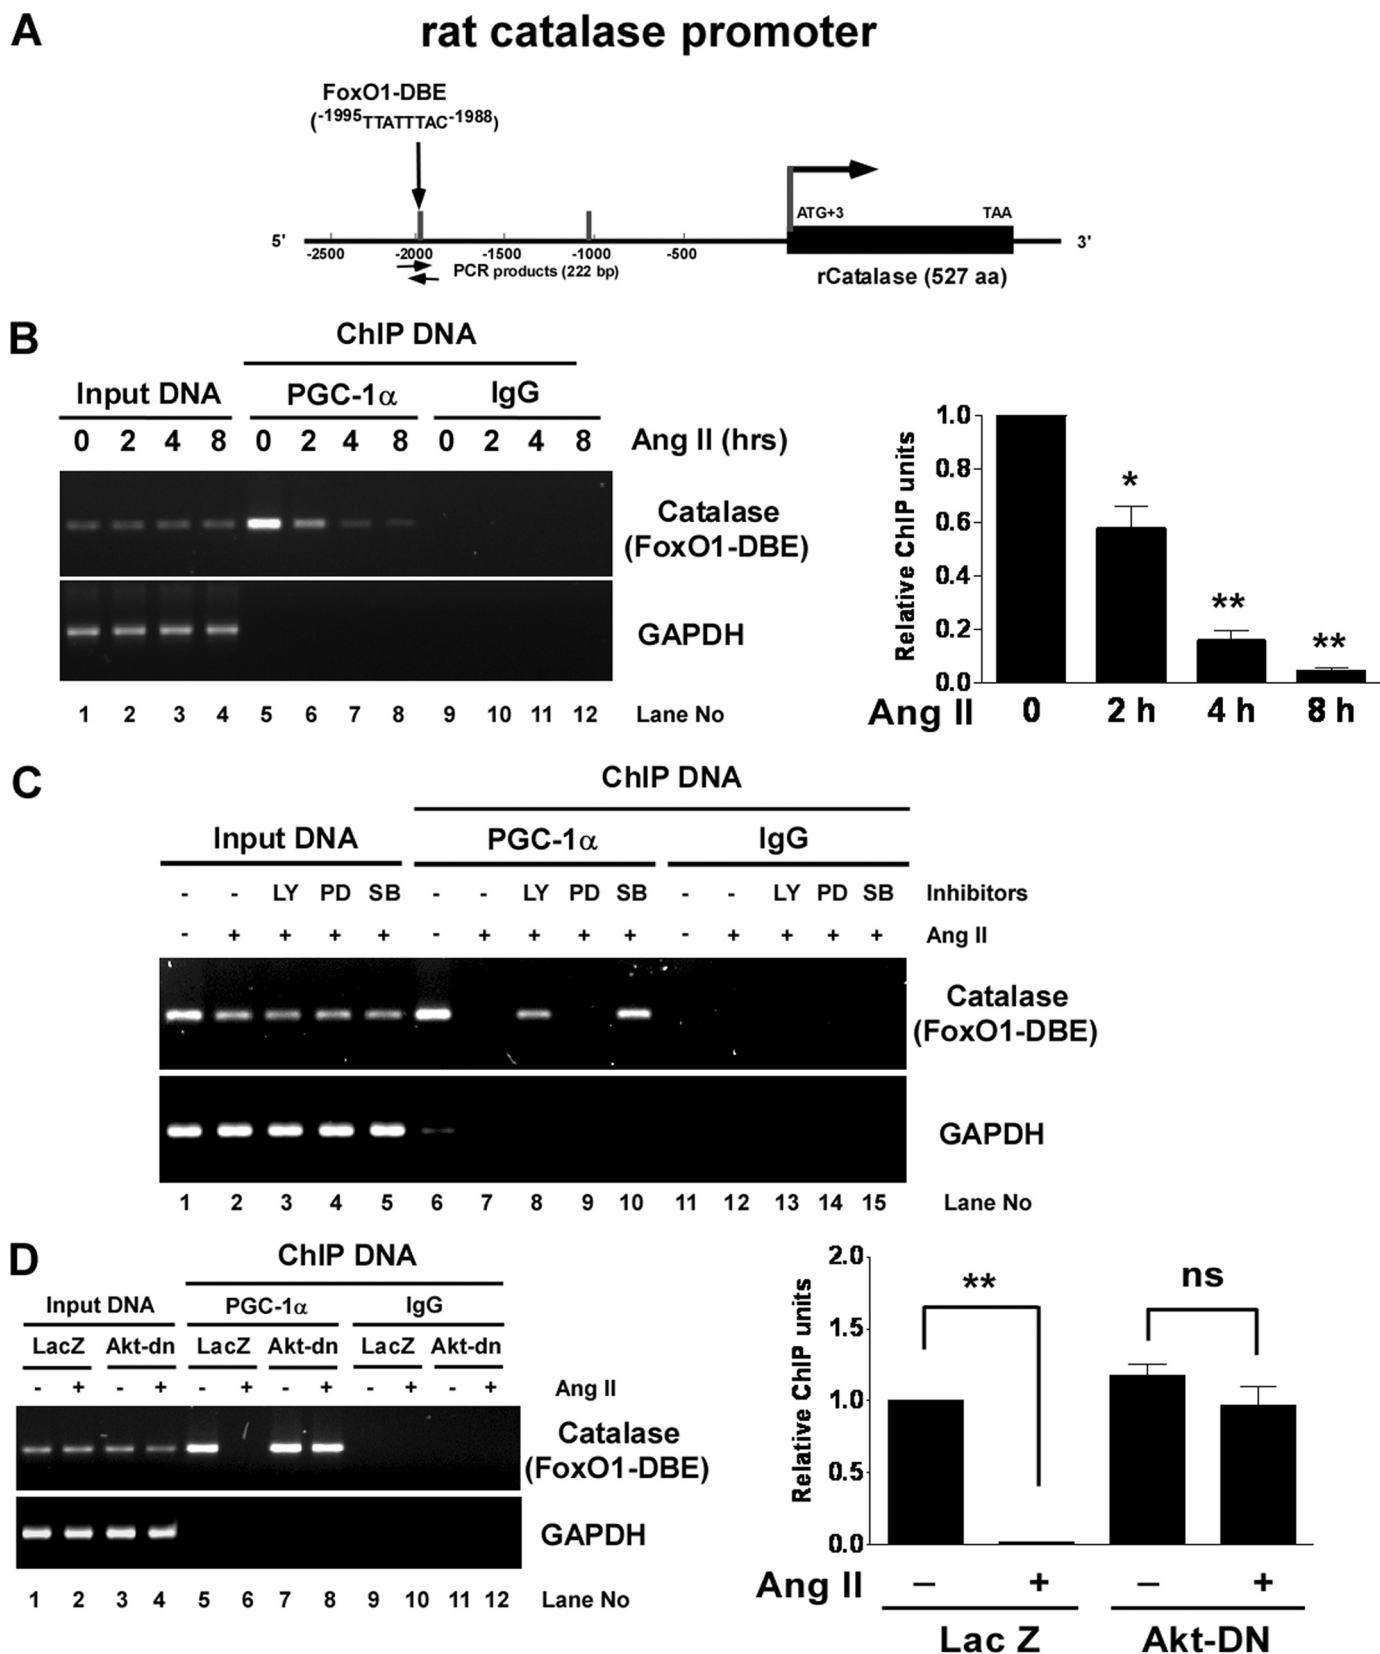 A
rat catalase promoter
FoxO1-DBE
(-1995TTATTTAC-1988)
ATG+3 TAA
5' 3'
-2500 -2000 -1500 -1000 -500
PCR products (222 bp)
rCatalase (527 aa)
B
ChIP DNA
Input DNA PGC-1α IgG
0 2 4 8 0 2 4 8 0 2 4 8 Ang II (hrs)
Catalase
(FoxO1-DBE)
GAPDH
1 2 3 4 5 6 7 8 9 10 11 12 Lane No
Relative ChIP units
1.0
0.8
0.6
0.4
0.2
0.0
*
**
**
Ang II 0 2 h 4 h 8 h
C
ChIP DNA
Input DNA PGC-1α IgG
- - LY PD SB - - LY PD SB - - LY PD SB Inhibitors
- + + + + - + + + + - + + + + Ang II
Catalase
(FoxO1-DBE)
GAPDH
1 2 3 4 5 6 7 8 9 10 11 12 13 14 15 Lane No
D
ChIP DNA
Input DNA PGC-1α IgG
LacZ Akt-dn LacZ Akt-dn LacZ Akt-dn
- + - + - + - + - + - + Ang II
Catalase
(FoxO1-DBE)
GAPDH
1 2 3 4 5 6 7 8 9 10 11 12 Lane No
Relative ChIP units
2.0
1.5
1.0
0.5
0.0
** ns
Ang II – + – +
Lac Z Akt-DN